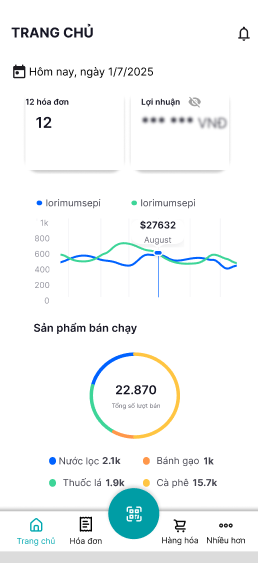 TRANG CHỦ
Hôm nay, ngày 1/7/2025
12 hóa đơn
Lợi nhuận
12
*** *** VNĐ
lorimumsepi
lorimumsepi
1k
800
600
400
200
0
$27632
August
Sản phẩm bán chạy
22.870
Tổng số lượt bán
Nước lọc 2.1k
Bánh gạo 1k
Thuốc lá 1.9k
Cà phê 15.7k
Trang chủ
Hóa đơn
Hàng hóa
Nhiều hơn